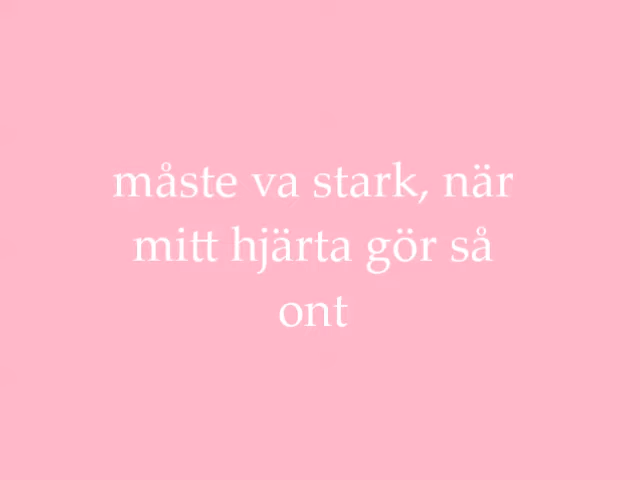 måste va stark, när
mitt hjärta gör så
ont